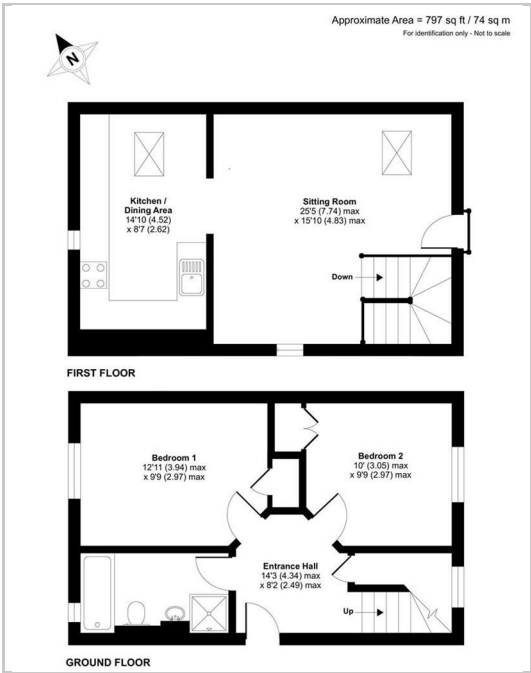 Approximate Area = 797 sq ft / 74 sq m
For identification only - Not to scale
N
Kitchen /
Dining Area
14'10 (4.52)
x 8'7 (2.62)
Sitting Room
25'5 (7.74) max
x 15'10 (4.83) max
Down
FIRST FLOOR
Bedroom 1
12'11 (3.94) max
x 9'9 (2.97) max
Bedroom 2
10' (3.05) max
x 9'9 (2.97) max
Entrance Hall
14'3 (4.34) max
x 8'2 (2.49) max
Up
GROUND FLOOR